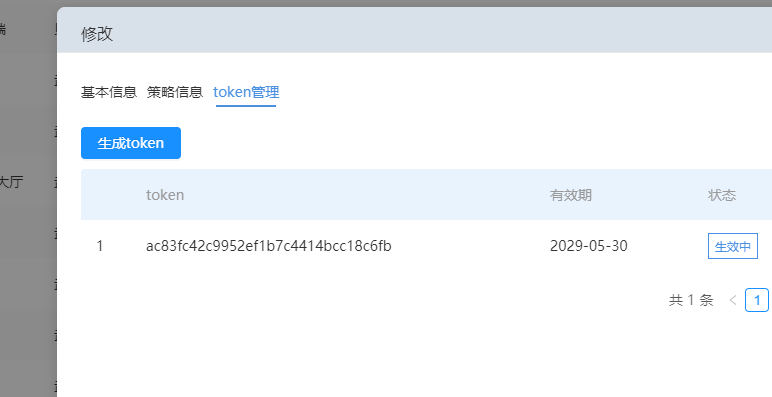 修改
基本信息 策略信息 token管理
生成token
token 有效期 状态
1 ac83fc42c9952ef1b7c4414bcc18c6fb 2029-05-30 生效中
共 1 条 < 1
大厅